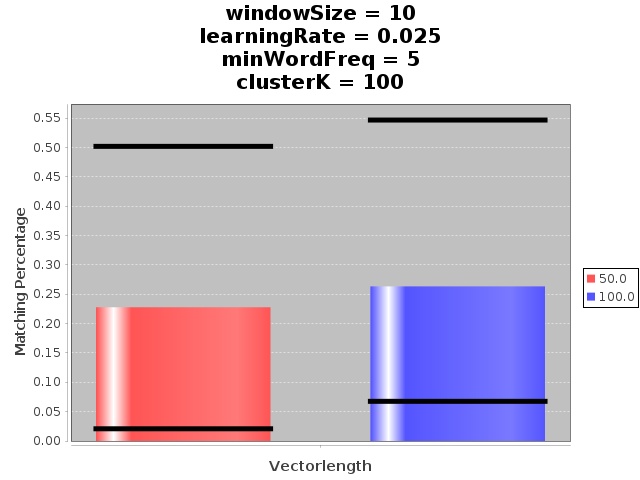 windowSize = 10
learningRate = 0.025
minWordFreq = 5
clusterK = 100
0.55
0.50
0.45
0.40
0.35
0.30
0.25
0.20
0.15
0.10
0.05
0.00
Matching Percentage
Vectorlength
50.0
100.0